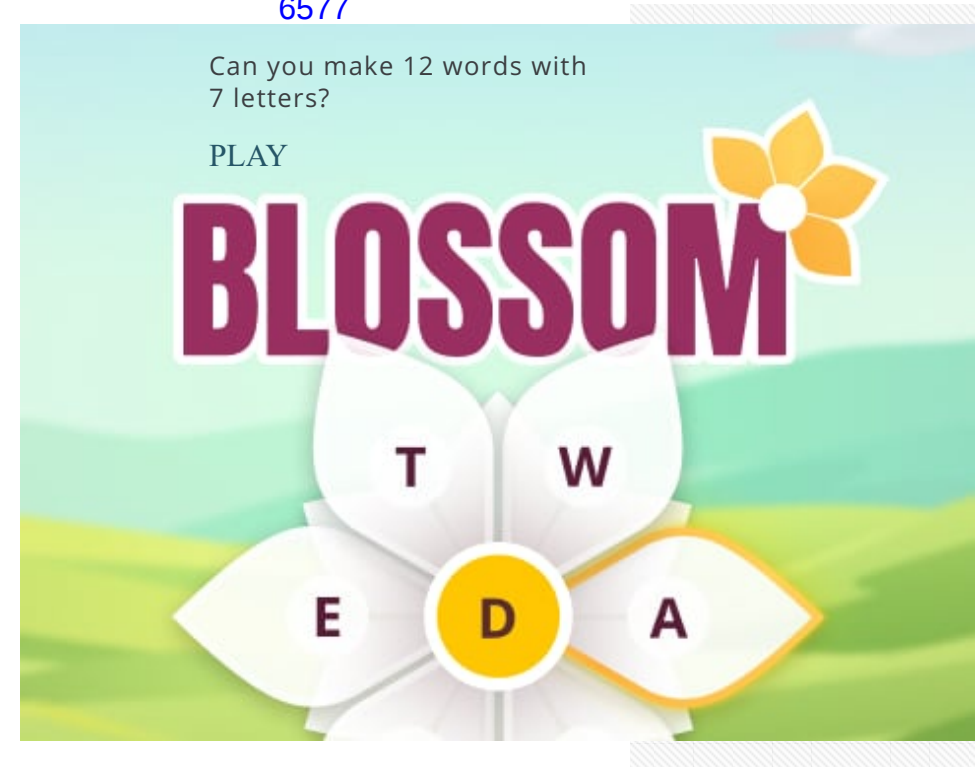 6577
Can you make 12 words with
7 letters?
PLAY
BLOSSOM
T W
E D A